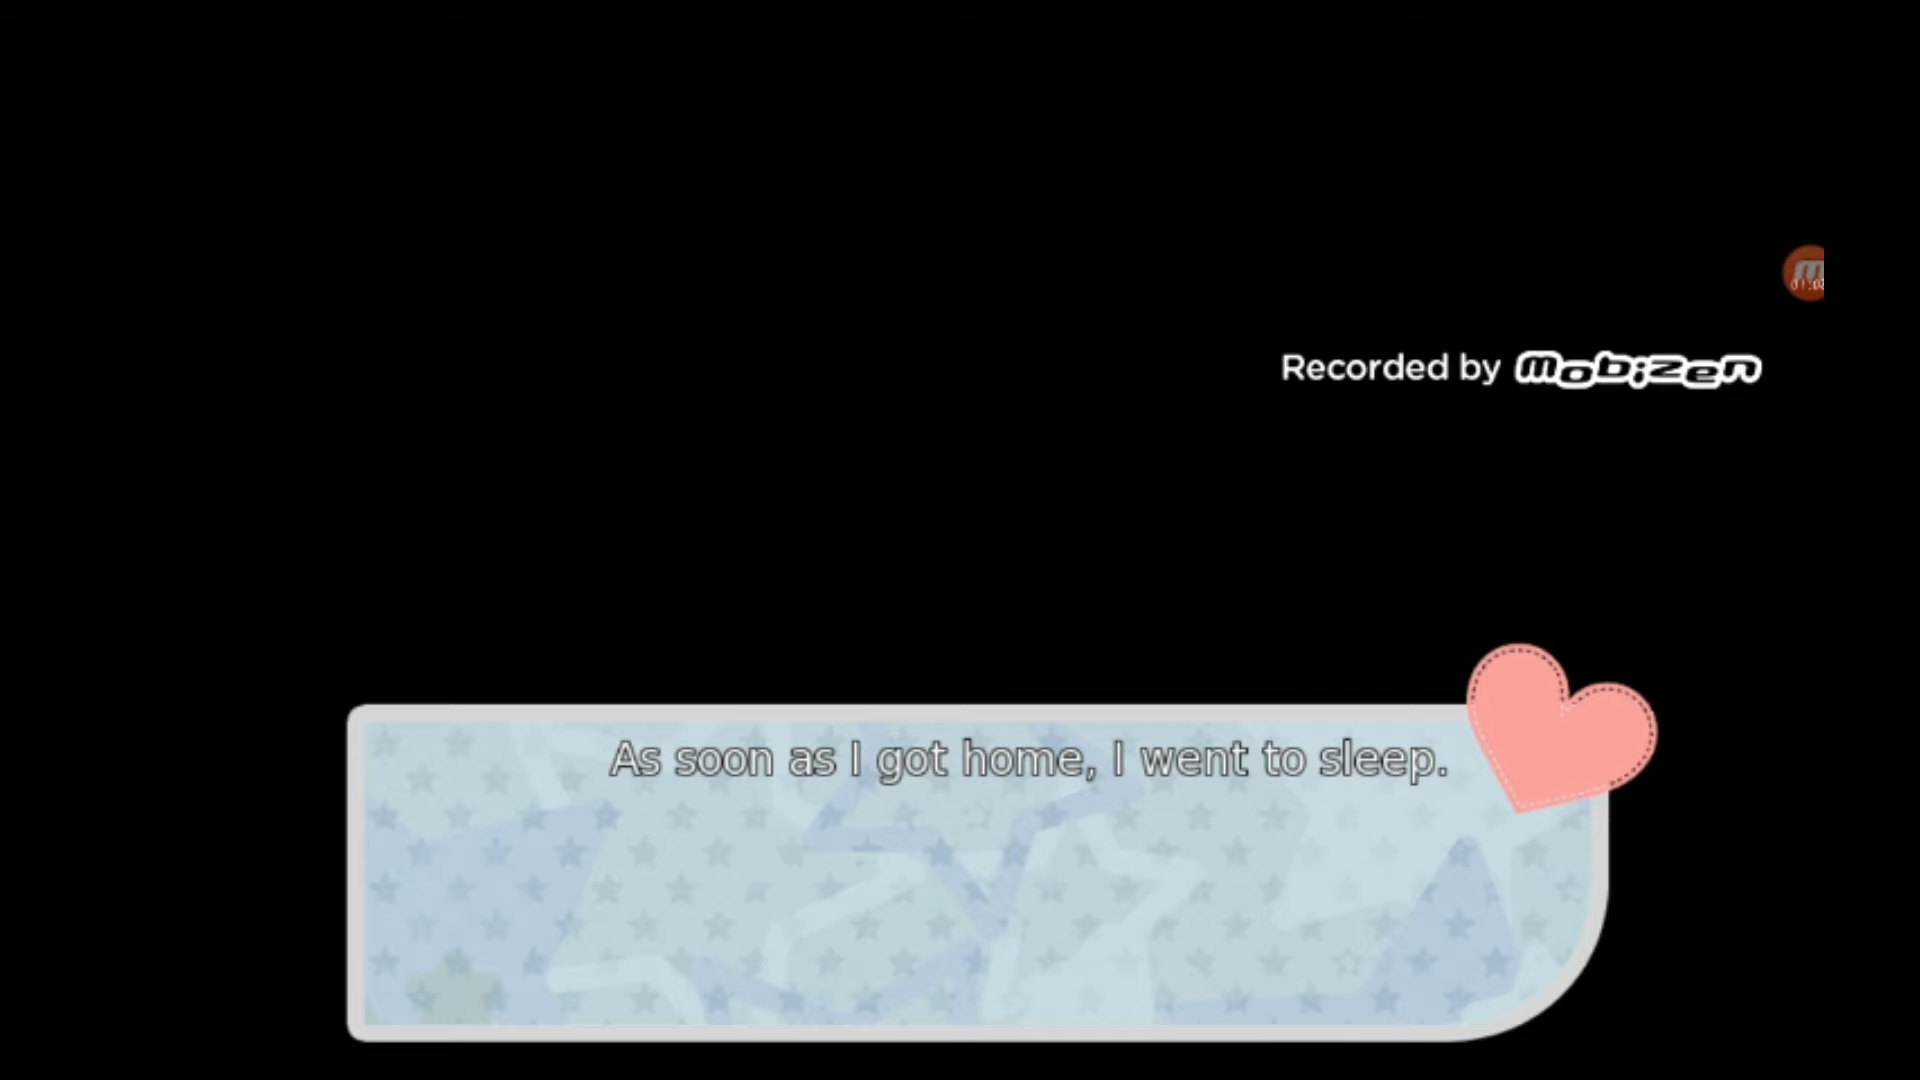 Recorded by mobizen
As soon as I got home, I went to sleep.